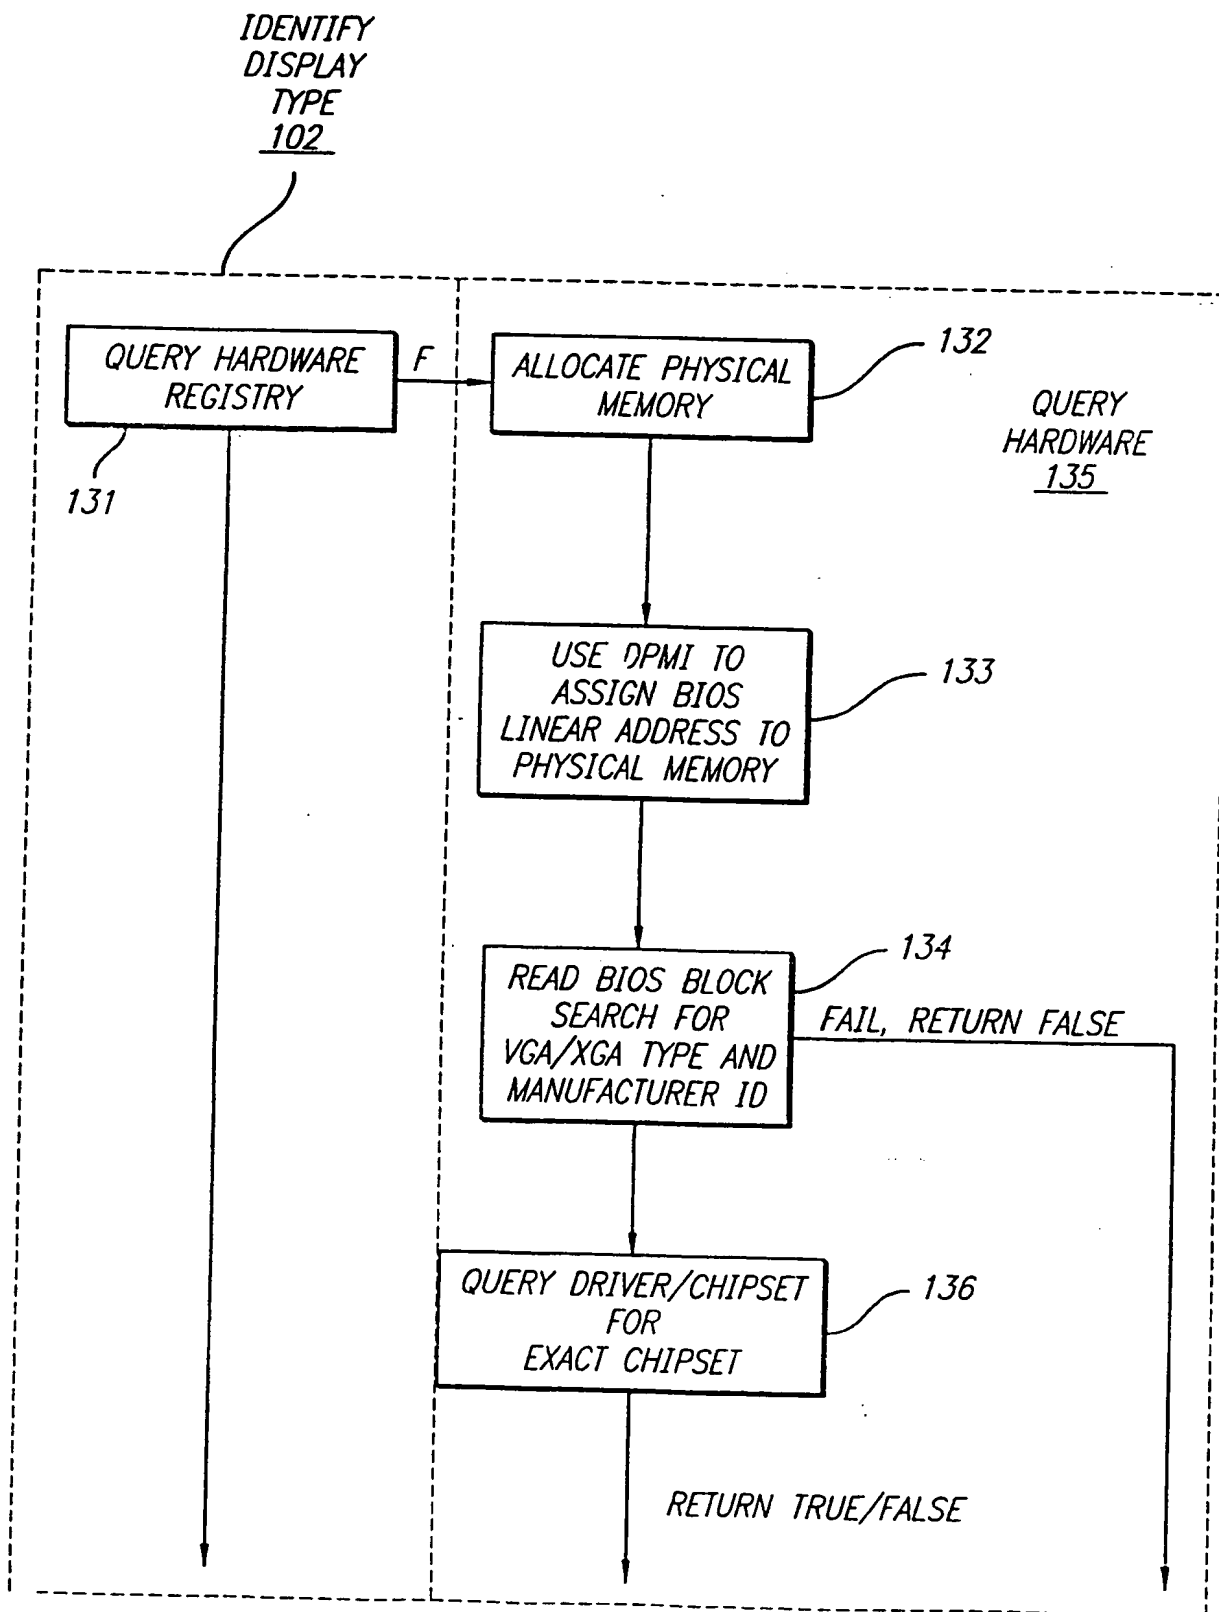 IDENTIFY
DISPLAY
TYPE
102
QUERY HARDWARE
REGISTRY
131
F
ALLOCATE PHYSICAL
MEMORY
132
QUERY
HARDWARE
135
USE DPMI TO
ASSIGN BIOS
LINEAR ADDRESS TO
PHYSICAL MEMORY
133
READ BIOS BLOCK
SEARCH FOR
VGA/XGA TYPE AND
MANUFACTURER ID
134
FAIL, RETURN FALSE
QUERY DRIVER/CHIPSET
FOR
EXACT CHIPSET
136
RETURN TRUE/FALSE